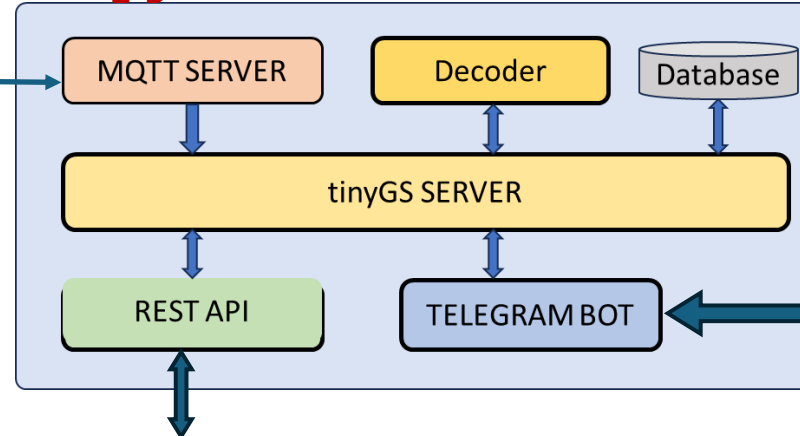 MQTT SERVER
Decoder
Database
tinyGS SERVER
REST API
TELEGRAM BOT